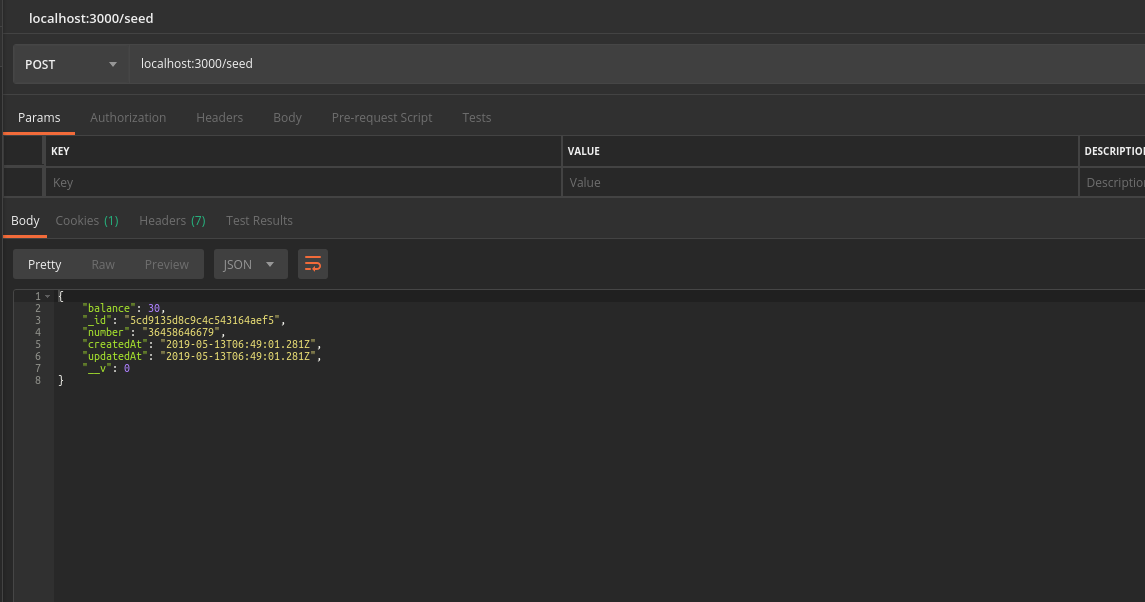 localhost:3000/seed
POST localhost:3000/seed
Params Authorization Headers Body Pre-request Script Tests
KEY VALUE DESCRIPTIO
Key Value Description
Body Cookies (1) Headers (7) Test Results
Pretty Raw Preview JSON
1 {
2 "balance": 30,
3 "_id": "5cd9135d8c9c4c543164aef5",
4 "number": "36458646679",
5 "createdAt": "2019-05-13T06:49:01.281Z",
6 "updatedAt": "2019-05-13T06:49:01.281Z",
7 "__v": 0
8 }